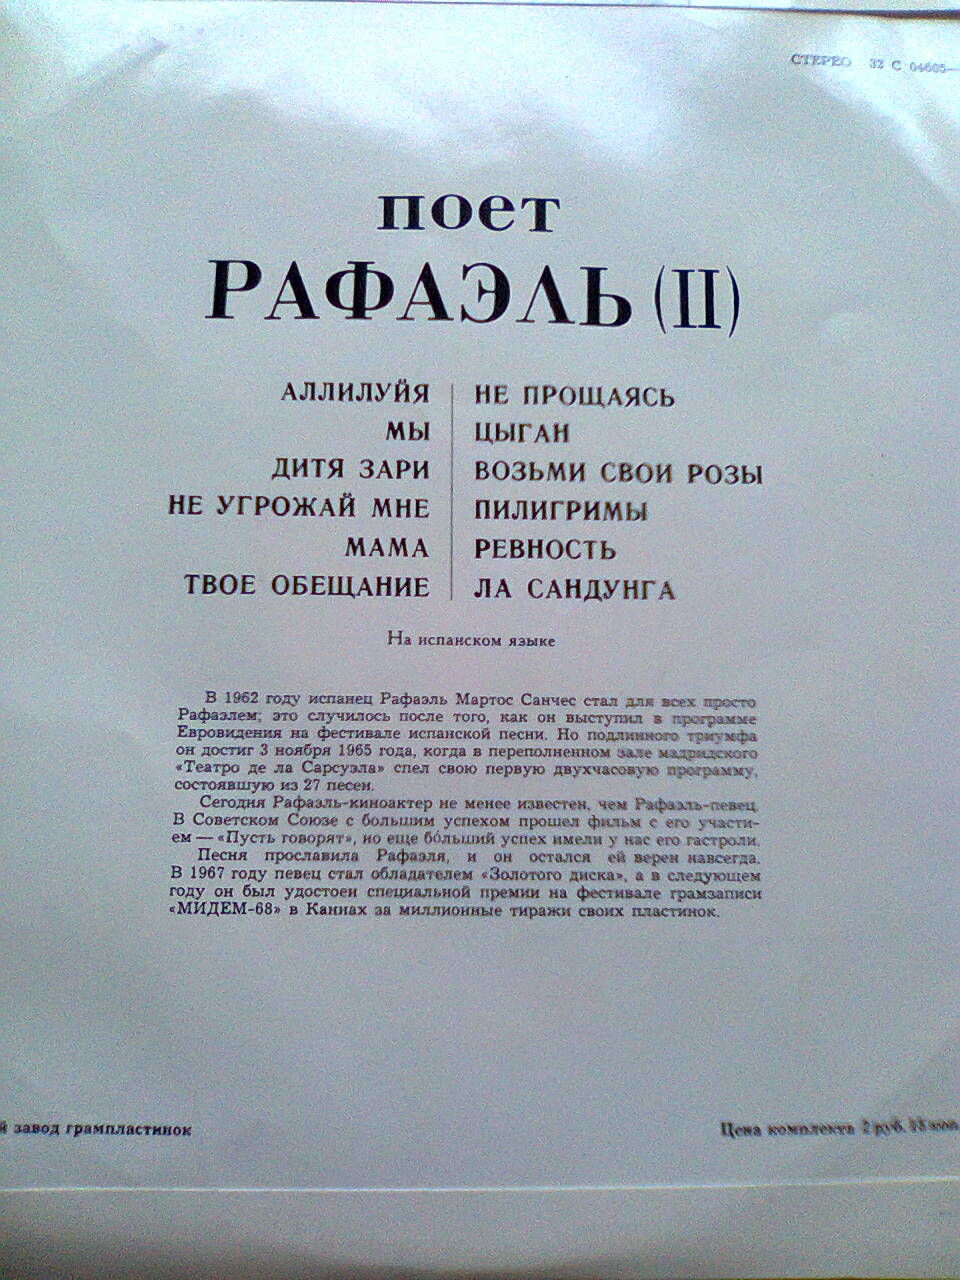 СТЕРЕО 32 С 04605—
поет
РАФАЭЛЬ (II)
АЛЛИЛУЙЯ
МЫ
ДИТЯ ЗАРИ
НЕ УГРОЖАЙ МНЕ
МАМА
ТВОЕ ОБЕЩАНИЕ
НЕ ПРОЩАЯСЬ
ЦЫГАН
ВОЗЬМИ СВОИ РОЗЫ
ПИЛИГРИМЫ
РЕВНОСТЬ
ЛА САНДУНГА
На испанском языке
В 1962 году испанец Рафаэль Мартос Санчес стал для всех просто
Рафаэлем; это случилось после того, как он выступил в программе
Евровидения на фестивале испанской песни. Но подлинного триумфа
он достиг 3 ноября 1965 года, когда в переполненном зале мадридского
«Театро де ла Сарсуэла» спел свою первую двухчасовую программу,
состоявшую из 27 песен.
Сегодня Рафаэль-киноактер не менее известен, чем Рафаэль-певец.
В Советском Союзе с большим успехом прошел фильм с его участи-
ем — «Пусть говорят», но еще бо́льший успех имели у нас его гастроли.
Песня прославила Рафаэля, и он остался ей верен навсегда.
В 1967 году певец стал обладателем «Золотого диска», а в следующем
году он был удостоен специальной премии на фестивале грамзаписи
«МИДЕМ-68» в Каннах за миллионные тиражи своих пластинок.
й завод грампластинок
Цена комплекта 2 руб.